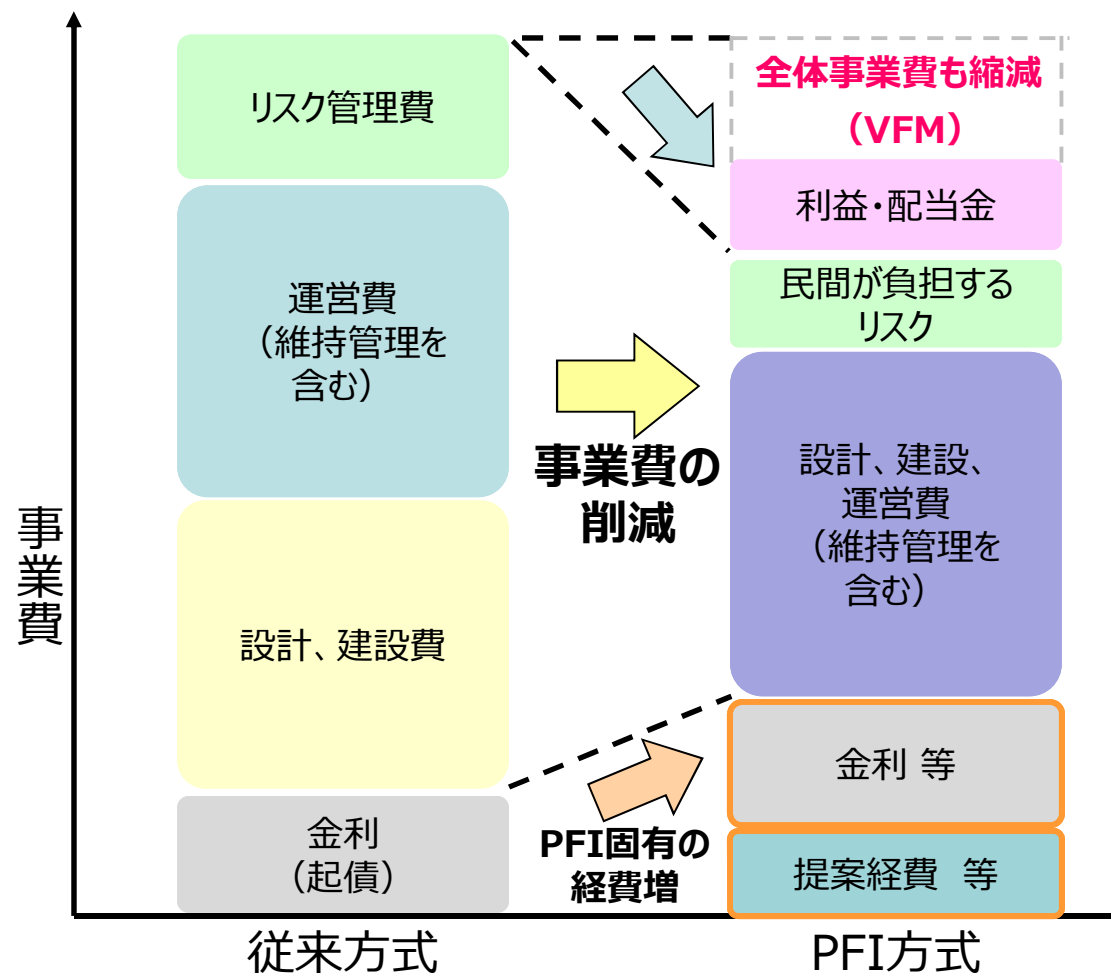 事業費
リスク管理費
運営費
（維持管理を
含む）
設計、建設費
金利
（起債）
従来方式
事業費の
削減
PFI固有の
経費増
全体事業費も縮減
（VFM）
利益・配当金
民間が負担する
リスク
設計、建設、
運営費
（維持管理を
含む）
金利 等
提案経費　等
PFI方式